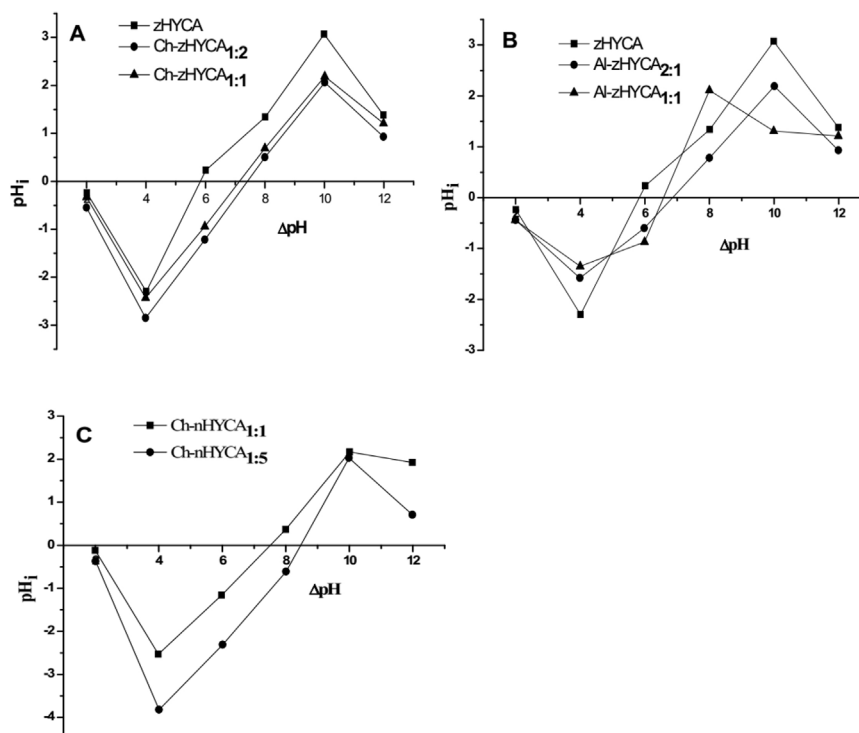 A
zHYCA
Ch-zHYCA1:2
Ch-zHYCA1:1
3
2
1
0
-1
-2
-3
2 4 6 8 10 12
pHi
ΔpH
B
zHYCA
Al-zHYCA2:1
Al-zHYCA1:1
3
2
1
0
-1
-2
-3
2 4 6 8 10 12
pHi
ΔpH
C
Ch-nHYCA1:1
Ch-nHYCA1:5
3
2
1
0
-1
-2
-3
-4
2 4 6 8 10 12
pHi
ΔpH